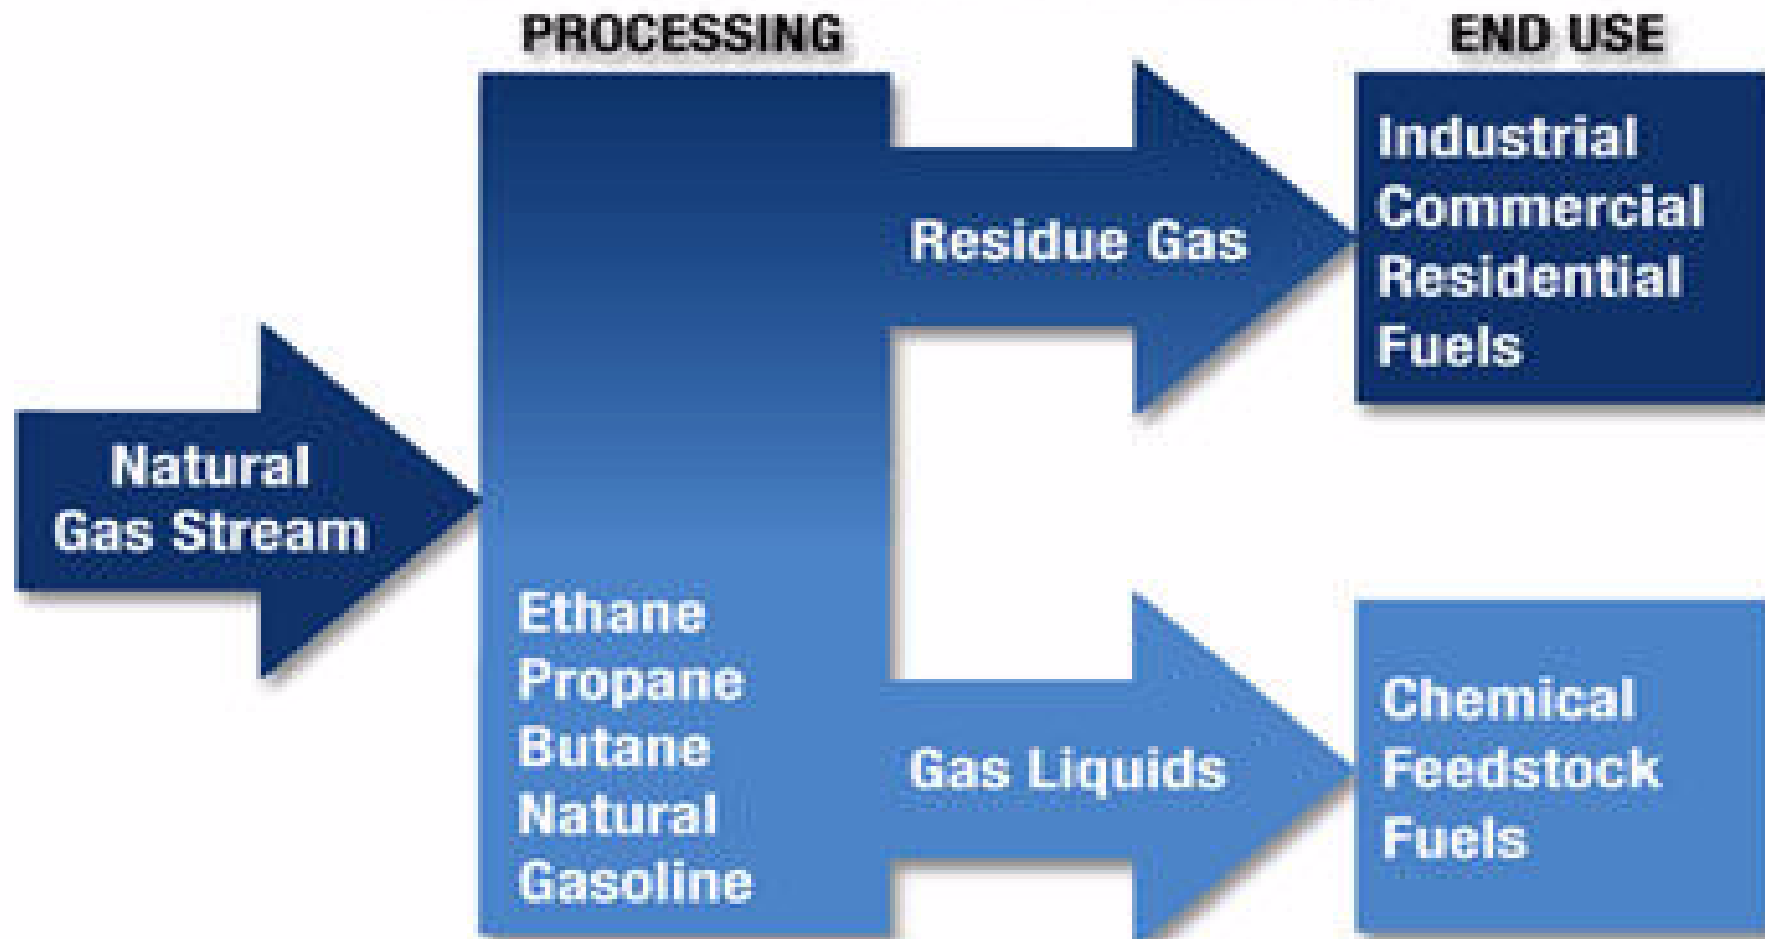 PROCESSING
END USE
Natural
Gas Stream
Ethane
Propane
Butane
Natural
Gasoline
Residue Gas
Gas Liquids
Industrial
Commercial
Residential
Fuels
Chemical
Feedstock
Fuels